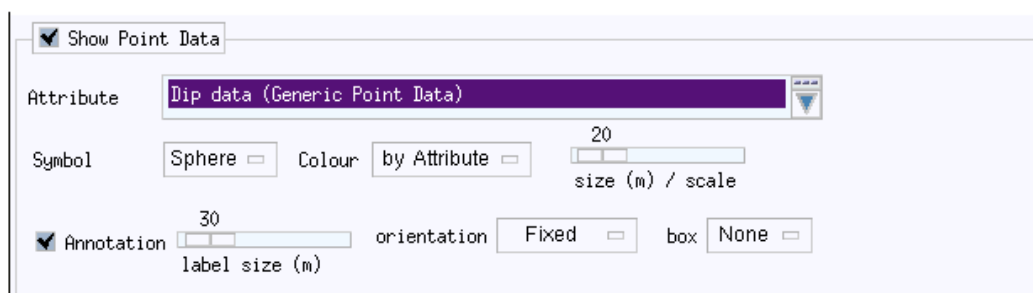 Show Point Data
Attribute Dip data (Generic Point Data)
20
Symbol Sphere Colour by Attribute
size (m) / scale
30
Annotation orientation Fixed box None
label size (m)